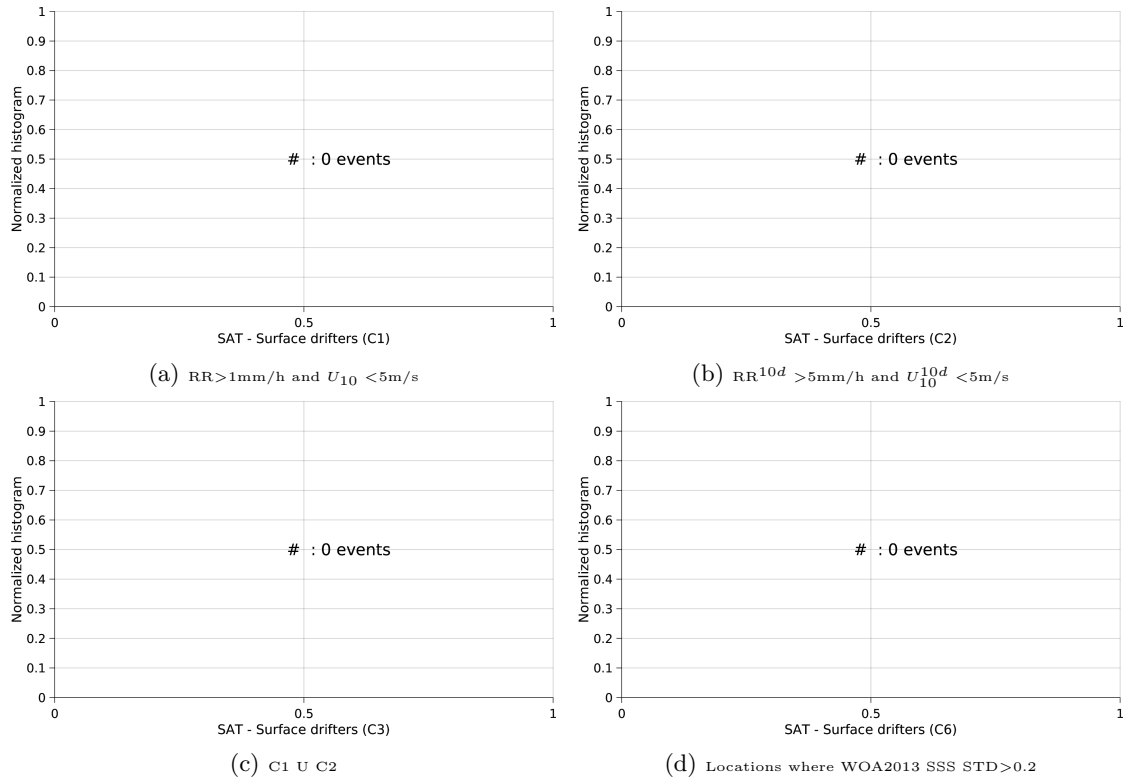 1
0.9
0.8
0.7
0.6
0.5
0.4
0.3
0.2
0.1
0
Normalized histogram
# : 0 events
0 0.5 1
SAT - Surface drifters (C1)
(a) RR>1mm/h and U10 <5m/s
1
0.9
0.8
0.7
0.6
0.5
0.4
0.3
0.2
0.1
0
Normalized histogram
# : 0 events
0 0.5 1
SAT - Surface drifters (C2)
(b) RR10d >5mm/h and U10d10 <5m/s
1
0.9
0.8
0.7
0.6
0.5
0.4
0.3
0.2
0.1
0
Normalized histogram
# : 0 events
0 0.5 1
SAT - Surface drifters (C3)
(c) C1 U C2
1
0.9
0.8
0.7
0.6
0.5
0.4
0.3
0.2
0.1
0
Normalized histogram
# : 0 events
0 0.5 1
SAT - Surface drifters (C6)
(d) Locations where WOA2013 SSS STD>0.2